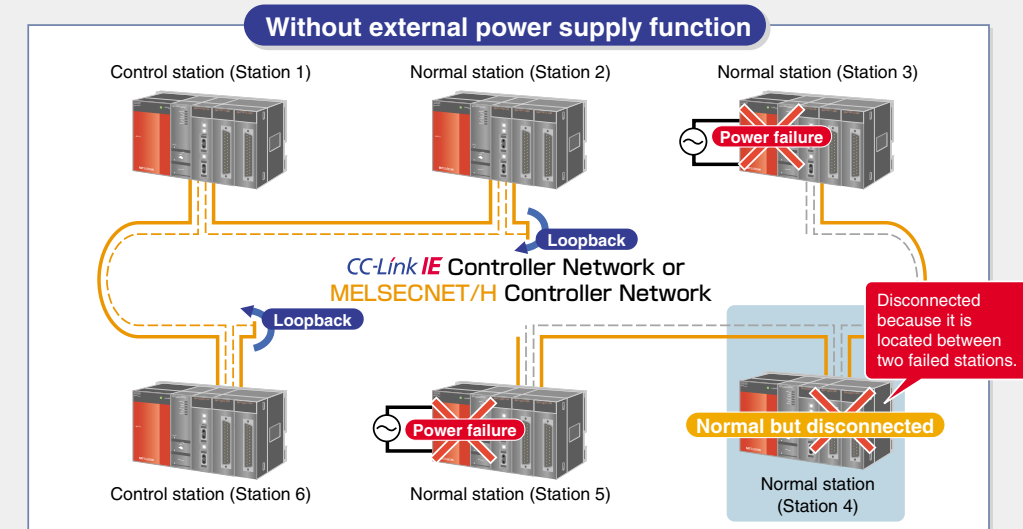 Without external power supply function
Control station (Station 1)
Normal station (Station 2)
Normal station (Station 3)
Power failure
Loopback
CC-Link IE Controller Network or
MELSECNET/H Controller Network
Loopback
Disconnected
because it is
located between
two failed stations.
Power failure
Normal but disconnected
Control station (Station 6)
Normal station (Station 5)
Normal station
(Station 4)